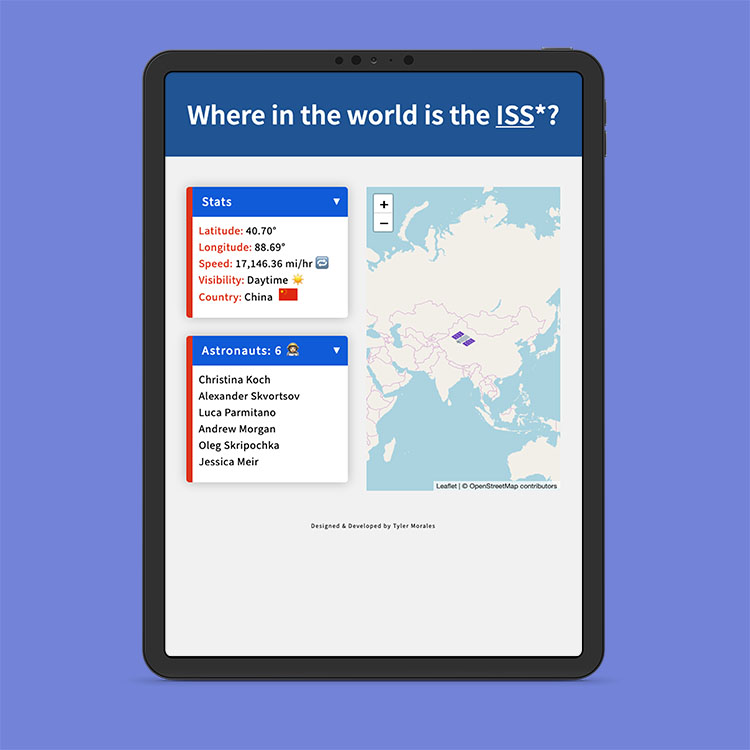 Where in the world is the ISS*?
Stats ▼
Latitude: 40.70°
Longitude: 88.69°
Speed: 17,146.36 mi/hr
Visibility: Daytime
Country: China
Astronauts: 6 ▼
Christina Koch
Alexander Skvortsov
Luca Parmitano
Andrew Morgan
Oleg Skripochka
Jessica Meir
+
−
Leaflet | © OpenStreetMap contributors
Designed & Developed by Tyler Morales